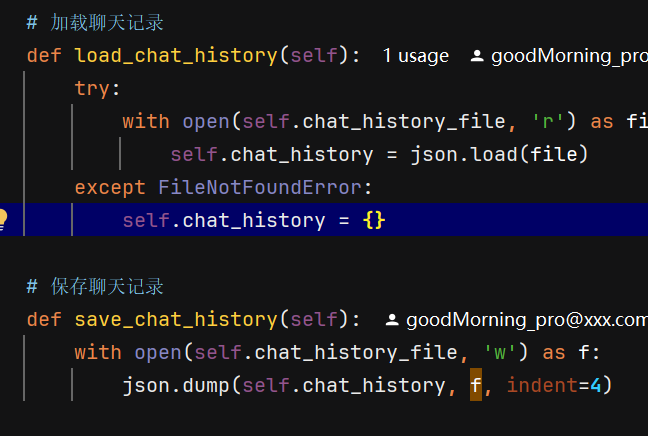 # 加载聊天记录
def load_chat_history(self): 1 usage goodMorning_pro
try:
with open(self.chat_history_file, 'r') as fi
self.chat_history = json.load(file)
except FileNotFoundError:
self.chat_history = {}
# 保存聊天记录
def save_chat_history(self): goodMorning_pro@xxx.com
with open(self.chat_history_file, 'w') as f:
json.dump(self.chat_history, f, indent=4)